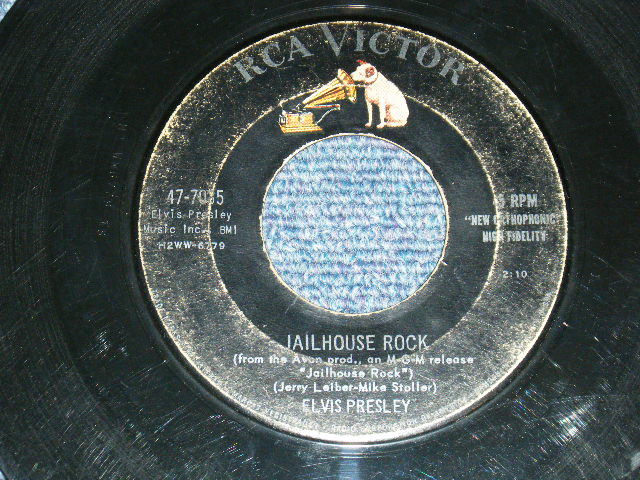 RCA VICTOR
47-7035
Elvis Presley
Music Inc. BMI
H2WW-6779
RPM
"NEW ORTHOPHONIC"
HIGH FIDELITY
2:10
JAILHOUSE ROCK
(from the Avon prod., an M-G-M release
"Jailhouse Rock")
(Jerry Leiber-Mike Stoller)
ELVIS PRESLEY